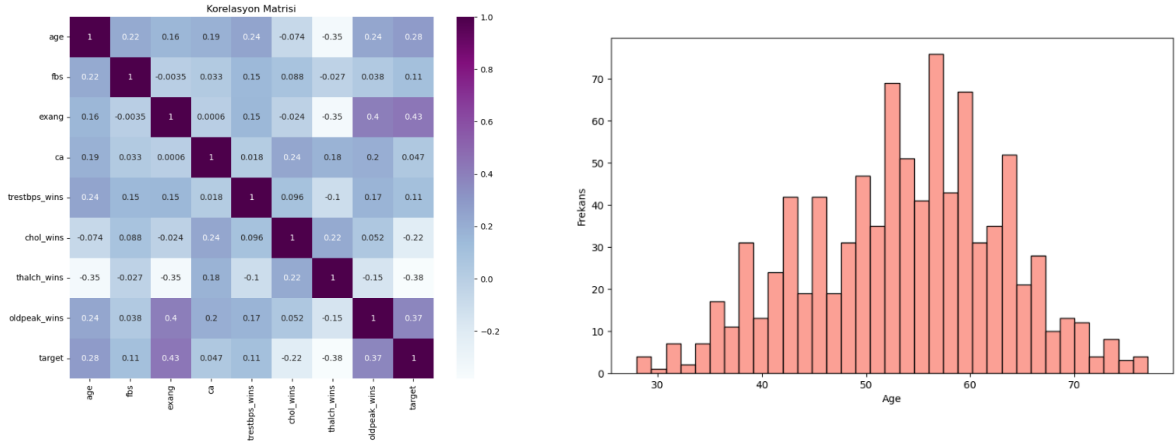 Korelasyon Matrisi
age 1 0.22 0.16 0.19 0.24 -0.074 -0.35 0.24 0.28
fbs 0.22 1 -0.0035 0.033 0.15 0.088 -0.027 0.038 0.11
exang 0.16 -0.0035 1 0.0006 0.15 -0.024 -0.35 0.4 0.43
ca 0.19 0.033 0.0006 1 0.018 0.24 0.18 0.2 0.047
trestbps_wins 0.24 0.15 0.15 0.018 1 0.096 -0.1 0.17 0.11
chol_wins -0.074 0.088 -0.024 0.24 0.096 1 0.22 0.052 -0.22
thalch_wins -0.35 -0.027 -0.35 0.18 -0.1 0.22 1 -0.15 -0.38
oldpeak_wins 0.24 0.038 0.4 0.2 0.17 0.052 -0.15 1 0.37
target 0.28 0.11 0.43 0.047 0.11 -0.22 -0.38 0.37 1
age fbs exang ca trestbps_wins chol_wins thalch_wins oldpeak_wins target
1.0
0.8
0.6
0.4
0.2
0.0
−0.2
Frekans
70
60
50
40
30
20
10
0
30 40 50 60 70
Age